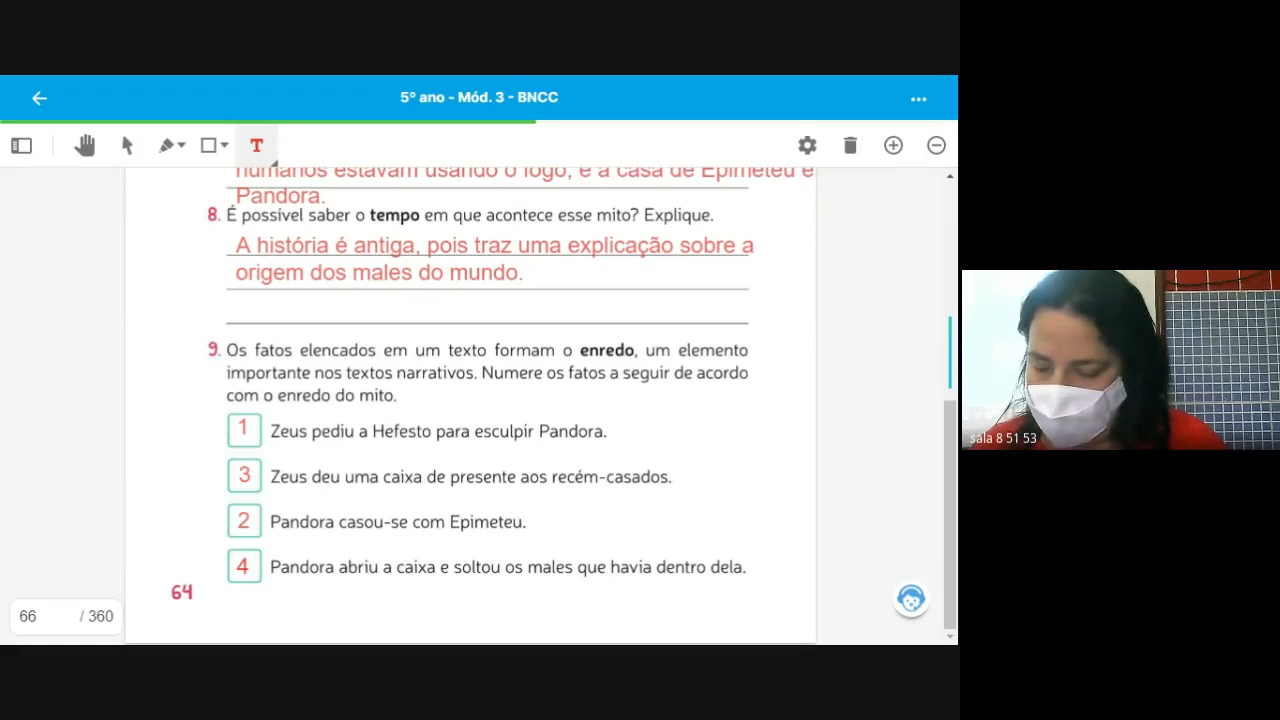 5º ano - Mód. 3 - BNCC
T
humanos estavam usando o fogo, e a casa de Epimeteu e
Pandora.
8. É possível saber o tempo em que acontece esse mito? Explique.
A história é antiga, pois traz uma explicação sobre a
origem dos males do mundo.
9. Os fatos elencados em um texto formam o enredo, um elemento
importante nos textos narrativos. Numere os fatos a seguir de acordo
com o enredo do mito.
1 Zeus pediu a Hefesto para esculpir Pandora.
3 Zeus deu uma caixa de presente aos recém-casados.
2 Pandora casou-se com Epimeteu.
4 Pandora abriu a caixa e soltou os males que havia dentro dela.
64
66 / 360
sala 8 51 53